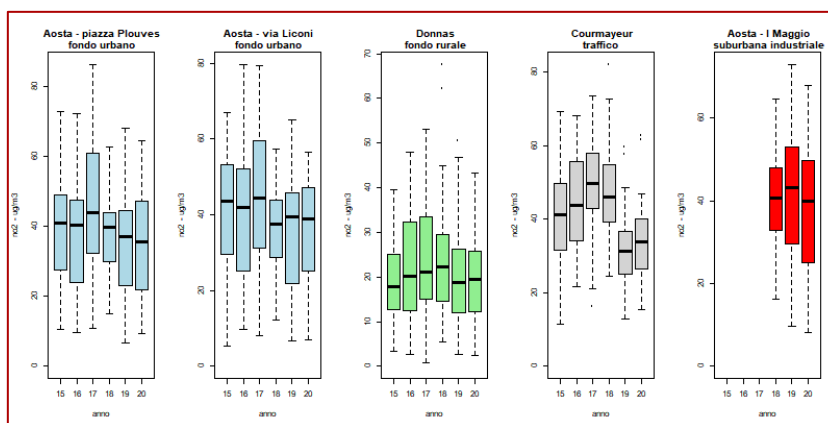 Aosta - piazza Plouves
fondo urbano
no2 - ug/m3
0
20
40
60
80
15 16 17 18 19 20
anno
Aosta - via Liconi
fondo urbano
no2 - ug/m3
0
20
40
60
80
15 16 17 18 19 20
anno
Donnas
fondo rurale
no2 - ug/m3
0
10
20
30
40
50
60
70
15 16 17 18 19 20
anno
Courmayeur
traffico
no2 - ug/m3
0
20
40
60
80
15 16 17 18 19 20
anno
Aosta - I Maggio
suburbana industriale
no2 - ug/m3
0
20
40
60
15 16 17 18 19 20
anno